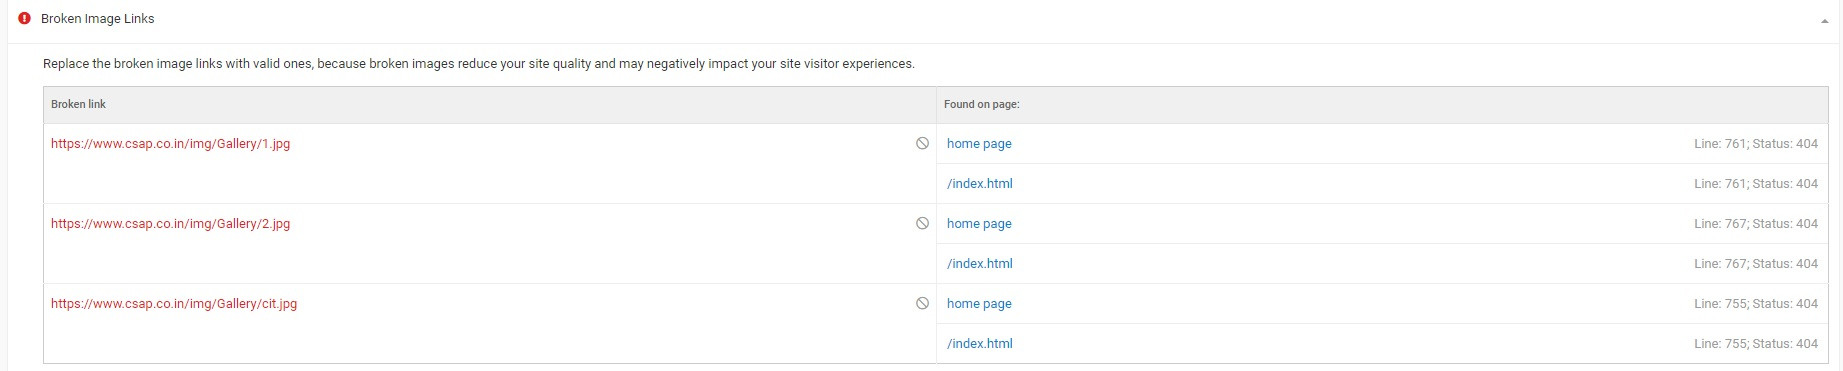 Broken Image Links
Replace the broken image links with valid ones, because broken images reduce your site quality and may negatively impact your site visitor experiences.
Broken link Found on page:
https://www.csap.co.in/img/Gallery/1.jpg home page Line: 761; Status: 404
/index.html Line: 761; Status: 404
https://www.csap.co.in/img/Gallery/2.jpg home page Line: 767; Status: 404
/index.html Line: 767; Status: 404
https://www.csap.co.in/img/Gallery/cit.jpg home page Line: 755; Status: 404
/index.html Line: 755; Status: 404